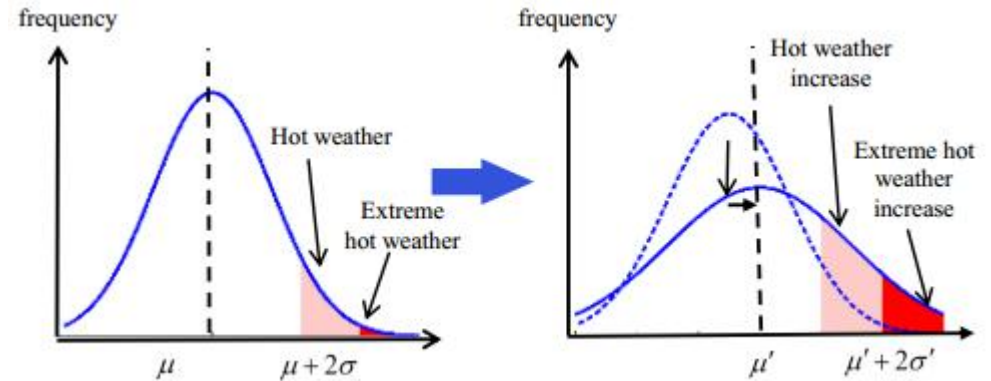 frequency
Hot weather
Extreme
hot weather
μ
μ + 2σ
frequency
Hot weather
increase
Extreme hot
weather
increase
μ′
μ′ + 2σ′